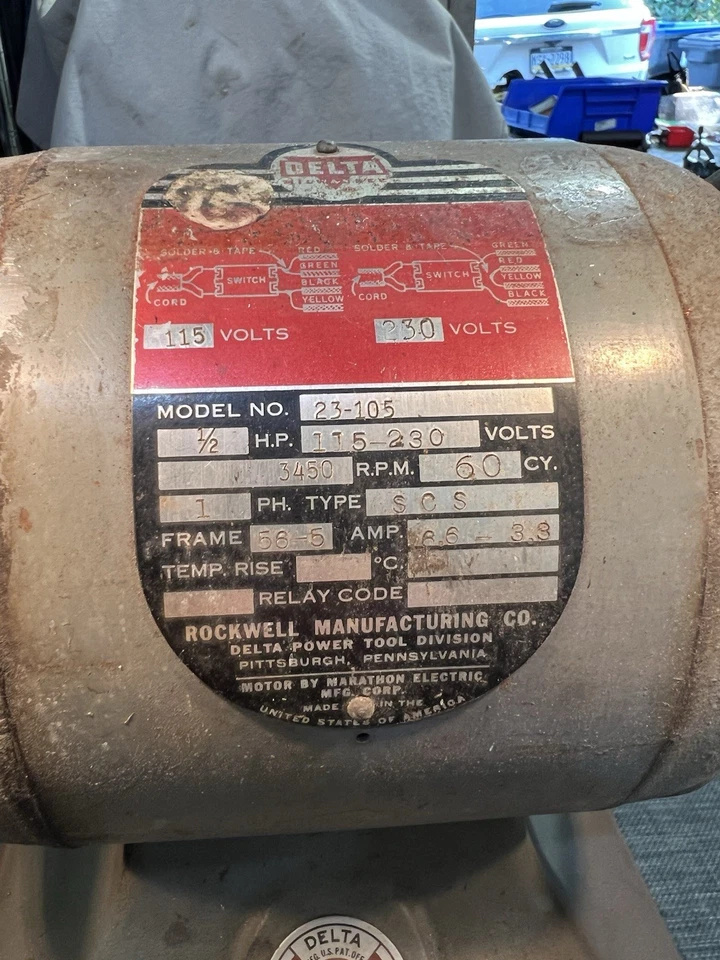 DELTA
SOLDER & TAPE
RED
GREEN
BLACK
YELLOW
SWITCH
CORD
115 VOLTS
SOLDER & TAPE
GREEN
RED
YELLOW
BLACK
SWITCH
CORD
230 VOLTS
MODEL NO. 23-105
½ H.P. 115-230 VOLTS
3450 R.P.M. 60 CY.
1 PH. TYPE SCS
FRAME 56-5 AMP. 6.6 - 3.3
TEMP. RISE °C.
RELAY CODE
ROCKWELL MANUFACTURING CO.
DELTA POWER TOOL DIVISION
PITTSBURGH, PENNSYLVANIA
MOTOR BY MARATHON ELECTRIC
MFG. CORP.
MADE IN THE
UNITED STATES OF AMERICA
DELTA
REG. U.S. PAT. OFF.